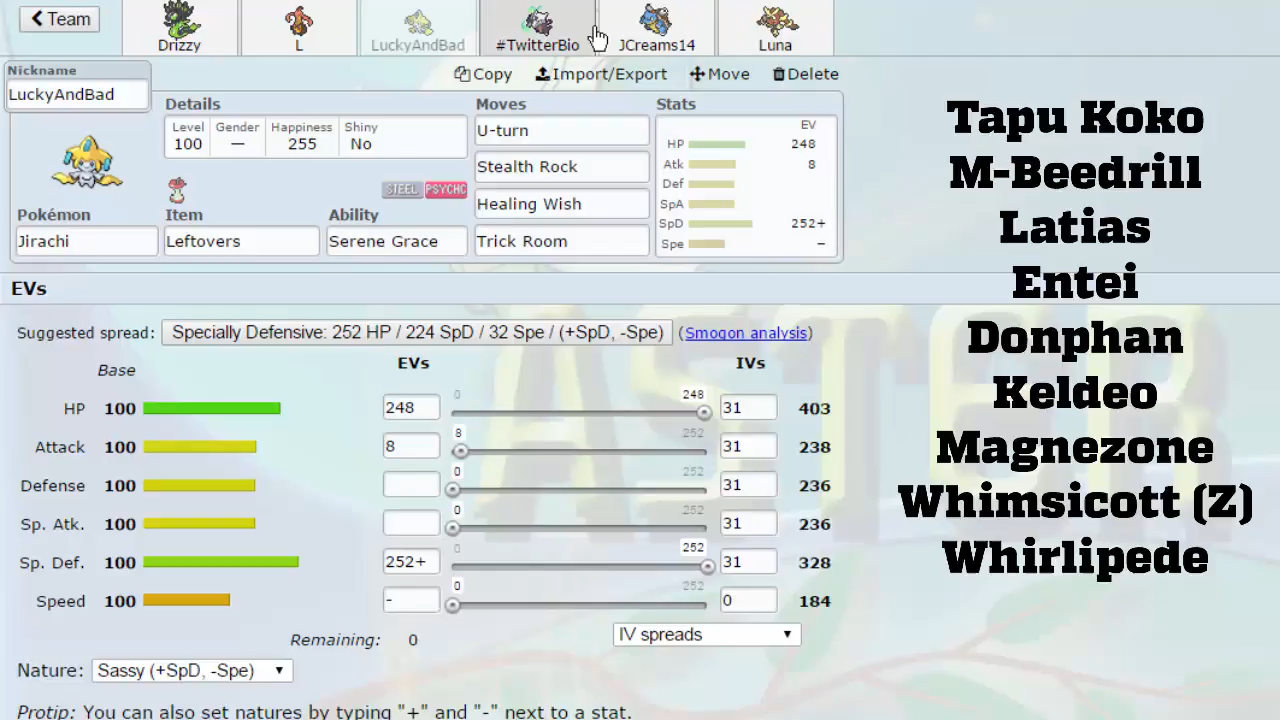 Team
Drizzy
L
LuckyAndBad
#TwitterBio
JCreams14
Luna
Nickname
LuckyAndBad
Copy
Import/Export
Move
Delete
Details
Level
100
Gender
—
Happiness
255
Shiny
No
STEEL PSYCHC
Pokémon
Jirachi
Item
Leftovers
Ability
Serene Grace
Moves
U-turn
Stealth Rock
Healing Wish
Trick Room
Stats
EV
HP 248
Atk 8
Def
SpA
SpD 252+
Spe –
Tapu Koko
M-Beedrill
Latias
Entei
Donphan
Keldeo
Magnezone
Whimsicott (Z)
Whirlipede
EVs
Suggested spread: Specially Defensive: 252 HP / 224 SpD / 32 Spe / (+SpD, -Spe) (Smogon analysis)
Base EVs IVs
HP 100 248 0 248 31 403
Attack 100 8 8 252 31 238
Defense 100 0 252 31 236
Sp. Atk. 100 0 252 31 236
Sp. Def. 100 252+ 0 252 31 328
Speed 100 - 0 252 0 184
Remaining: 0 IV spreads
Nature: Sassy (+SpD, -Spe)
Protip: You can also set natures by typing "+" and "-" next to a stat.